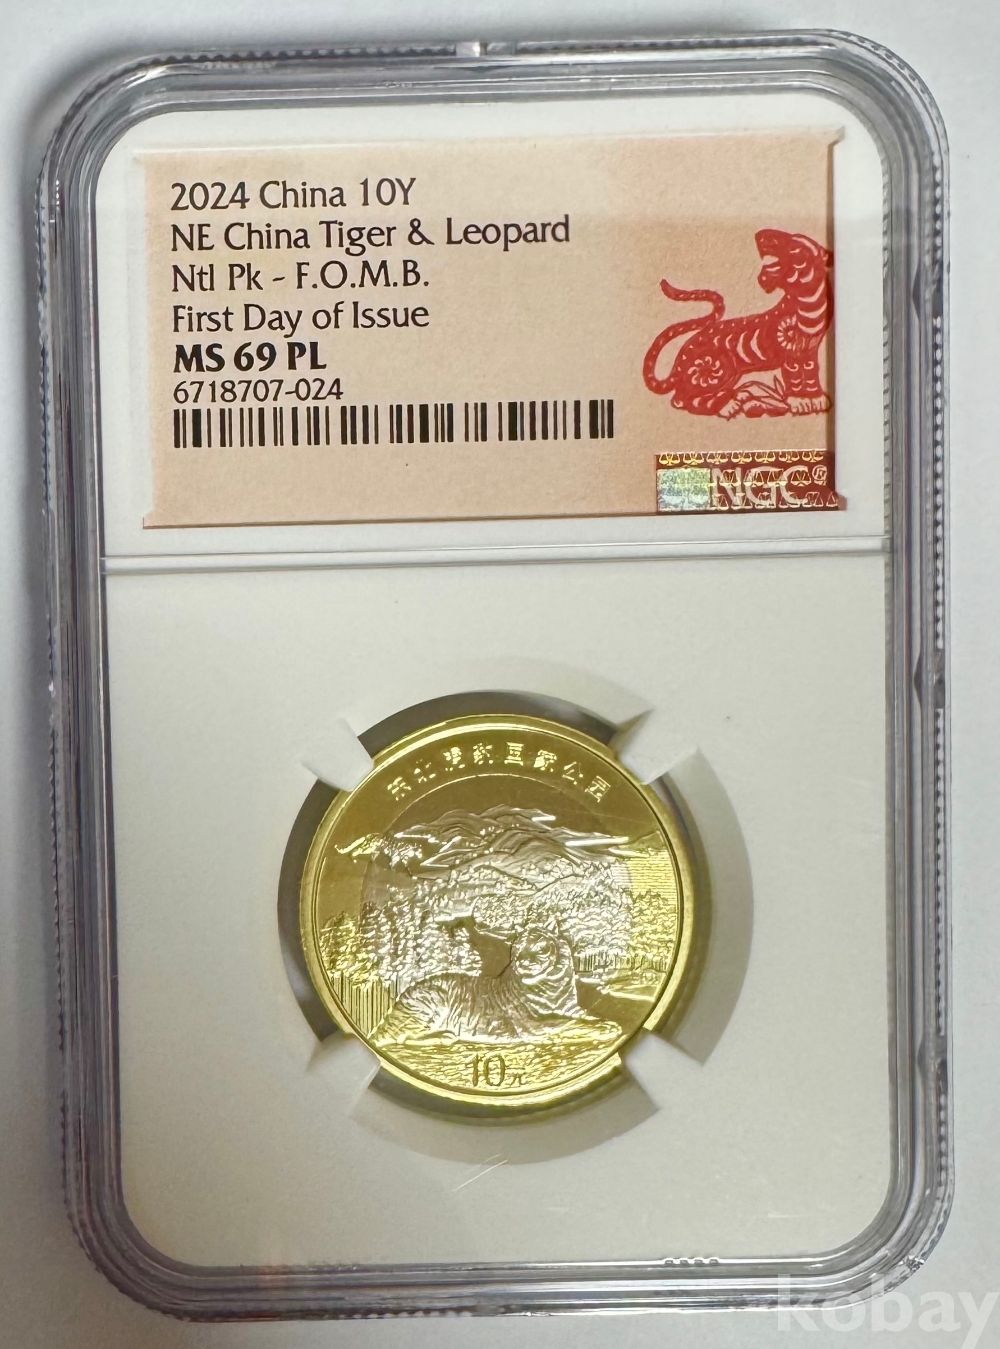 2024 China 10Y
NE China Tiger & Leopard
Ntl Pk - F.O.M.B.
First Day of Issue
MS 69 PL
6718707-024
NGC®
东北虎豹国家公园
10元
kobay